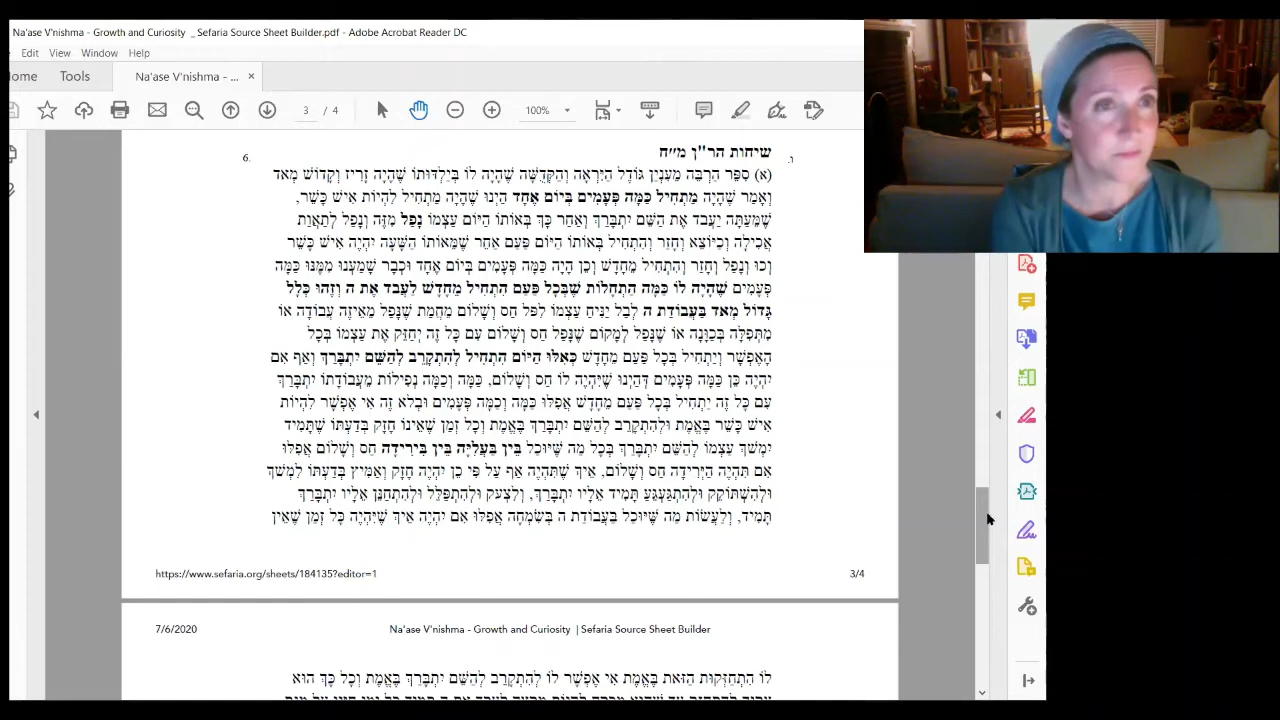 Na'ase V'nishma - Growth and Curiosity _ Sefaria Source Sheet Builder.pdf - Adobe Acrobat Reader DC
Edit View Window Help
ome Tools Na'ase V'nishma - ... ×
3 / 4 100%
שיחות הר"ן מ״ח
6. ו.
(א) סִפֵּר הַרְבֵּה מֵעִנְיַן גּוֹדֶל הַיִּרְאָה וְהַקְּדֻשָּׁה שֶׁהָיָה לוֹ בְּיַלְדוּתוֹ שֶׁהָיָה זָרִיז וְקָדוֹשׁ מְאֹד
וְאָמַר שֶׁהָיָה מַתְחִיל כַּמָּה פְּעָמִים בְּיוֹם אֶחָד הַיְנוּ שֶׁהָיָה מַתְחִיל לִהְיוֹת אִישׁ כָּשֵׁר,
שֶׁמֵּעַתָּה יַעֲבֹד אֶת הַשֵּׁם יִתְבָּרַךְ וְאַחַר כָּךְ בְּאוֹתוֹ הַיּוֹם עַצְמוֹ נָפַל מִזֶּה וְנָפַל לְתַאֲוַת
אֲכִילָה וְכַיּוֹצֵא וְחָזַר וְהִתְחִיל בְּאוֹתוֹ הַיּוֹם פַּעַם אַחֵר שֶׁמֵּאוֹתוֹ הַשָּׁעָה יִהְיֶה אִישׁ כָּשֵׁר
וְכוּ וְנָפַל וְחָזַר וְהִתְחִיל מֵחָדָשׁ וְכֵן הָיָה כַּמָּה פְּעָמִים בְּיוֹם אֶחָד וּכְבָר שָׁמַעְנוּ מִמֶּנּוּ כַּמָּה
פְּעָמִים שֶׁהָיָה לוֹ כַּמָּה הַתְחָלוֹת שֶׁבְּכָל פַּעַם הִתְחִיל מֵחָדָשׁ לַעֲבֹד אֶת ה וְזֶהוּ כְּלָל
גָּדוֹל מְאֹד בַּעֲבוֹדַת ה לְבַל יַנִּיחַ עַצְמוֹ לִפֹּל חַס וְשָׁלוֹם מֵחֲמַת שֶׁנָּפַל מֵאֵיזֶה עֲבוֹדָה אוֹ
מִתְּפִלָּה בְּכַוָּנָה אוֹ שֶׁנָּפַל לְמָקוֹם שֶׁנָּפַל חַס וְשָׁלוֹם עִם כָּל זֶה יְחַזֵּק אֶת עַצְמוֹ בְּכָל
הָאֶפְשָׁר וְיַתְחִיל בְּכָל פַּעַם מֵחָדָשׁ כְּאִלּוּ הַיּוֹם הִתְחִיל לְהִתְקָרֵב לְהַשֵּׁם יִתְבָּרַךְ וְאַף אִם
יִהְיֶה כֵּן כַּמָּה פְּעָמִים דְּהַיְנוּ שֶׁיִּהְיֶה לוֹ חַס וְשָׁלוֹם, כַּמָּה וְכַמָּה נְפִילוֹת מֵעֲבוֹדָתוֹ יִתְבָּרַךְ
עִם כָּל זֶה יַתְחִיל בְּכָל פַּעַם מֵחָדָשׁ אֲפִלּוּ כַּמָּה וְכַמָּה פְּעָמִים וּבְלֹא זֶה אִי אֶפְשָׁר לִהְיוֹת
אִישׁ כָּשֵׁר בֶּאֱמֶת וּלְהִתְקָרֵב לְהַשֵּׁם יִתְבָּרַךְ בֶּאֱמֶת וְכָל זְמַן שֶׁאֵינוֹ חָזָק בְּדַעְתּוֹ שֶׁתָּמִיד
יִמְשֹׁךְ עַצְמוֹ לְהַשֵּׁם יִתְבָּרַךְ בְּכָל מַה שֶּׁיּוּכַל בֵּין בַּעֲלִיָּה בֵּין בִּירִידָה חַס וְשָׁלוֹם אֲפִלּוּ
אִם תִּהְיֶה הַיְּרִידָה חַס וְשָׁלוֹם, אֵיךְ שֶׁתִּהְיֶה אַף עַל פִּי כֵן יִהְיֶה חָזָק וְאַמִּיץ בְּדַעְתּוֹ לִמְשֹׁךְ
וּלְהִשְׁתּוֹקֵק וּלְהִתְגַּעְגֵּעַ תָּמִיד אֵלָיו יִתְבָּרַךְ, וְלִצְעֹק וּלְהִתְפַּלֵּל וּלְהִתְחַנֵּן אֵלָיו יִתְבָּרַךְ
תָּמִיד, וְלַעֲשׂוֹת מַה שֶּׁיּוּכַל בַּעֲבוֹדַת ה בְּשִׂמְחָה אֲפִלּוּ אִם יִהְיֶה אֵיךְ שֶׁיִּהְיֶה כָּל זְמַן שֶׁאֵין
https://www.sefaria.org/sheets/184135?editor=1 3/4
7/6/2020 Na'ase V'nishma - Growth and Curiosity | Sefaria Source Sheet Builder
לוֹ הִתְחַזְּקוּת הַזֹּאת בֶּאֱמֶת אִי אֶפְשָׁר לוֹ לְהִתְקָרֵב לְהַשֵּׁם יִתְבָּרַךְ בֶּאֱמֶת וְכָל כָּךְ הוּא